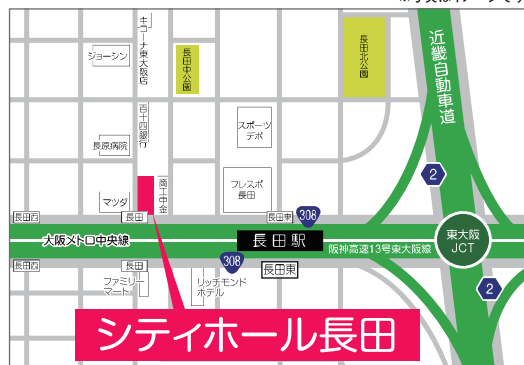 キコーナ東大阪店
ジョーシン
長田中公園
長田北公園
近畿自動車道
百十四銀行
スポーツ
デポ
長原病院
2
商工中金
フレスポ
長田
マツダ
長田西
長田
長田東
308
大阪メトロ中央線
長田駅
阪神高速13号東大阪線
東大阪
JCT
長田西
長田
308
長田東
ファミリー
マート
リッチモンド
ホテル
2
シティホール長田